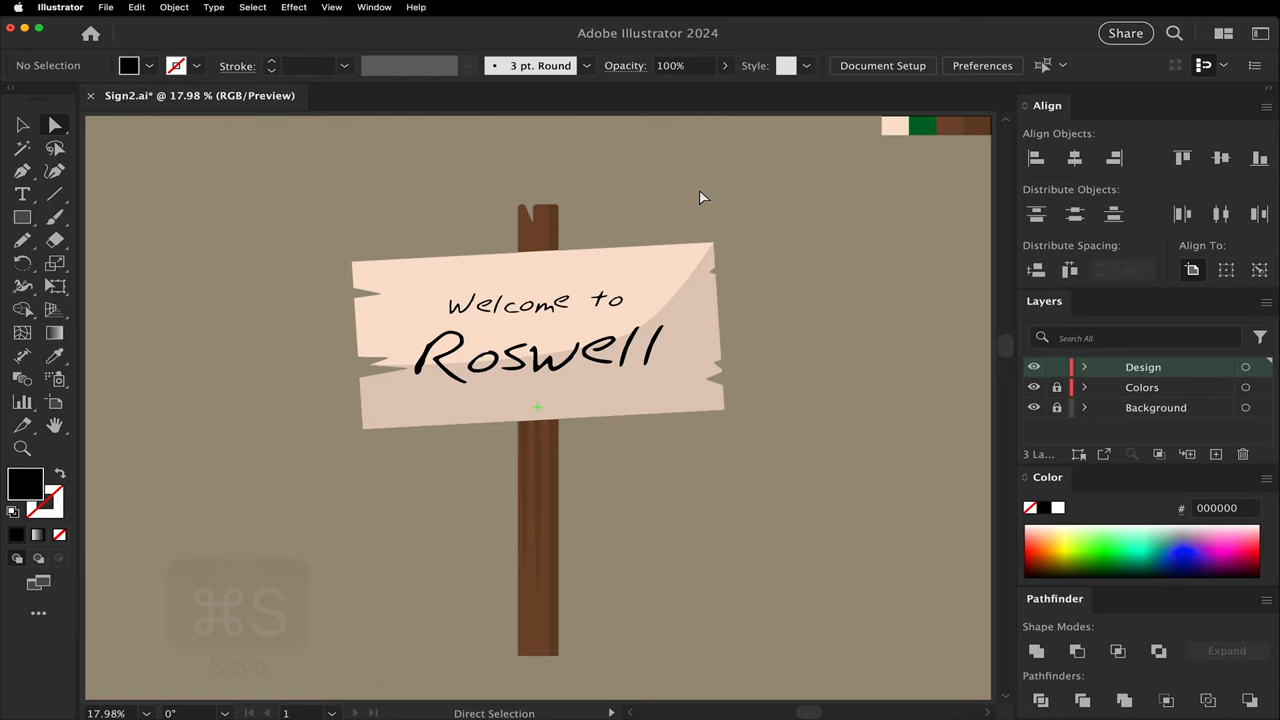 Illustrator File Edit Object Type Select Effect View Window Help
Adobe Illustrator 2024
Share
No Selection
Stroke:
3 pt. Round
Opacity: 100%
Style:
Document Setup
Preferences
Sign2.ai* @ 17.98 % (RGB/Preview)
Welcome to
Roswell
⌘S
Save
Align
Align Objects:
Distribute Objects:
Distribute Spacing:
Align To:
Layers
Search All
Design
Colors
Background
3 La...
Color
# 000000
Pathfinder
Shape Modes:
Expand
Pathfinders:
17.98%
0°
1
Direct Selection